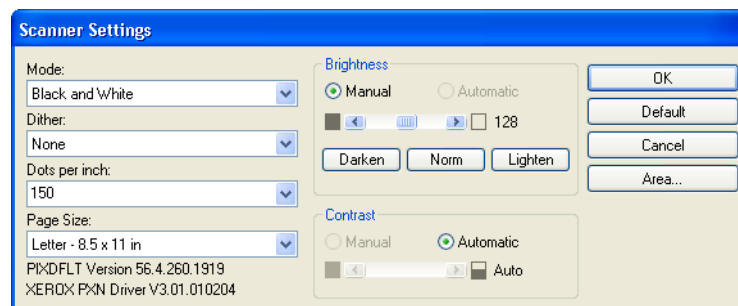 Scanner Settings
Mode:
Black and White
Dither:
None
Dots per inch:
150
Page Size:
Letter - 8.5 x 11 in
PIXDFLT Version 56.4.260.1919
XEROX PXN Driver V3.01.010204
Brightness
Manual Automatic
128
Darken Norm Lighten
Contrast
Manual Automatic
Auto
OK
Default
Cancel
Area...